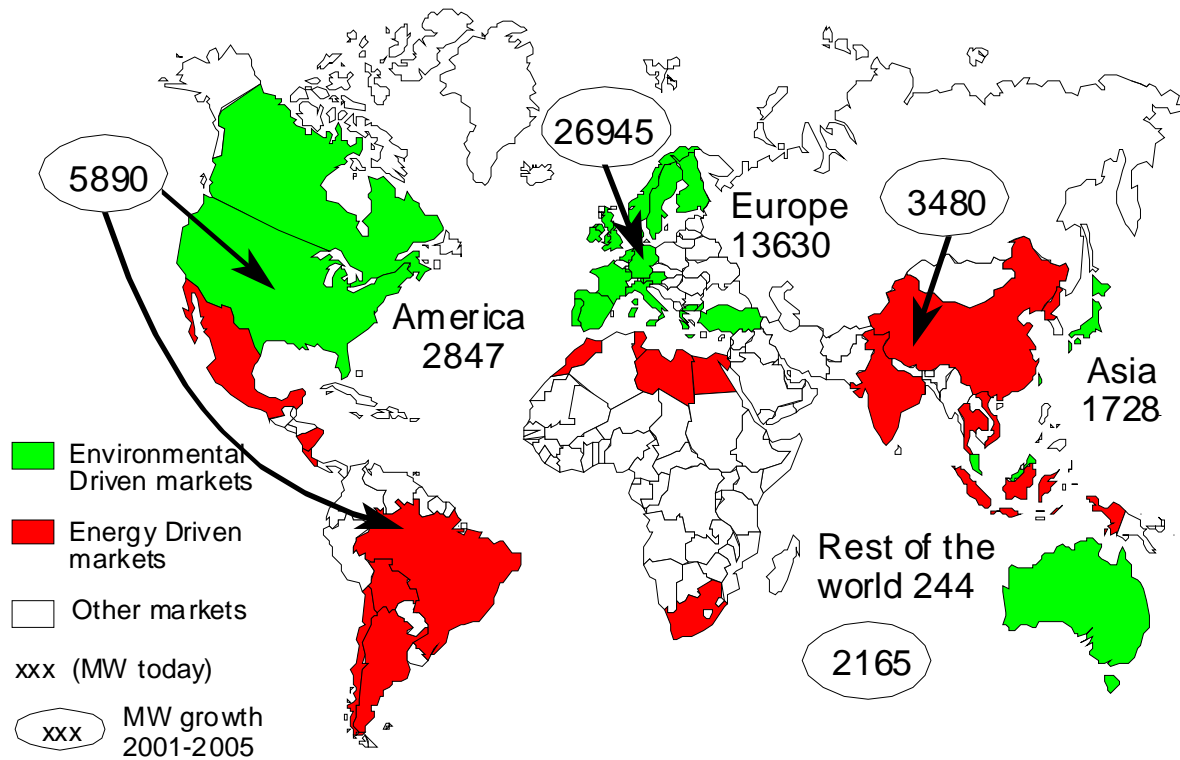 26945
5890
3480
Europe
13630
America
2847
Asia
1728
Environmental
Driven markets
Energy Driven
markets
Rest of the
world 244
Other markets
2165
xxx (MW today)
xxx
MW growth
2001-2005